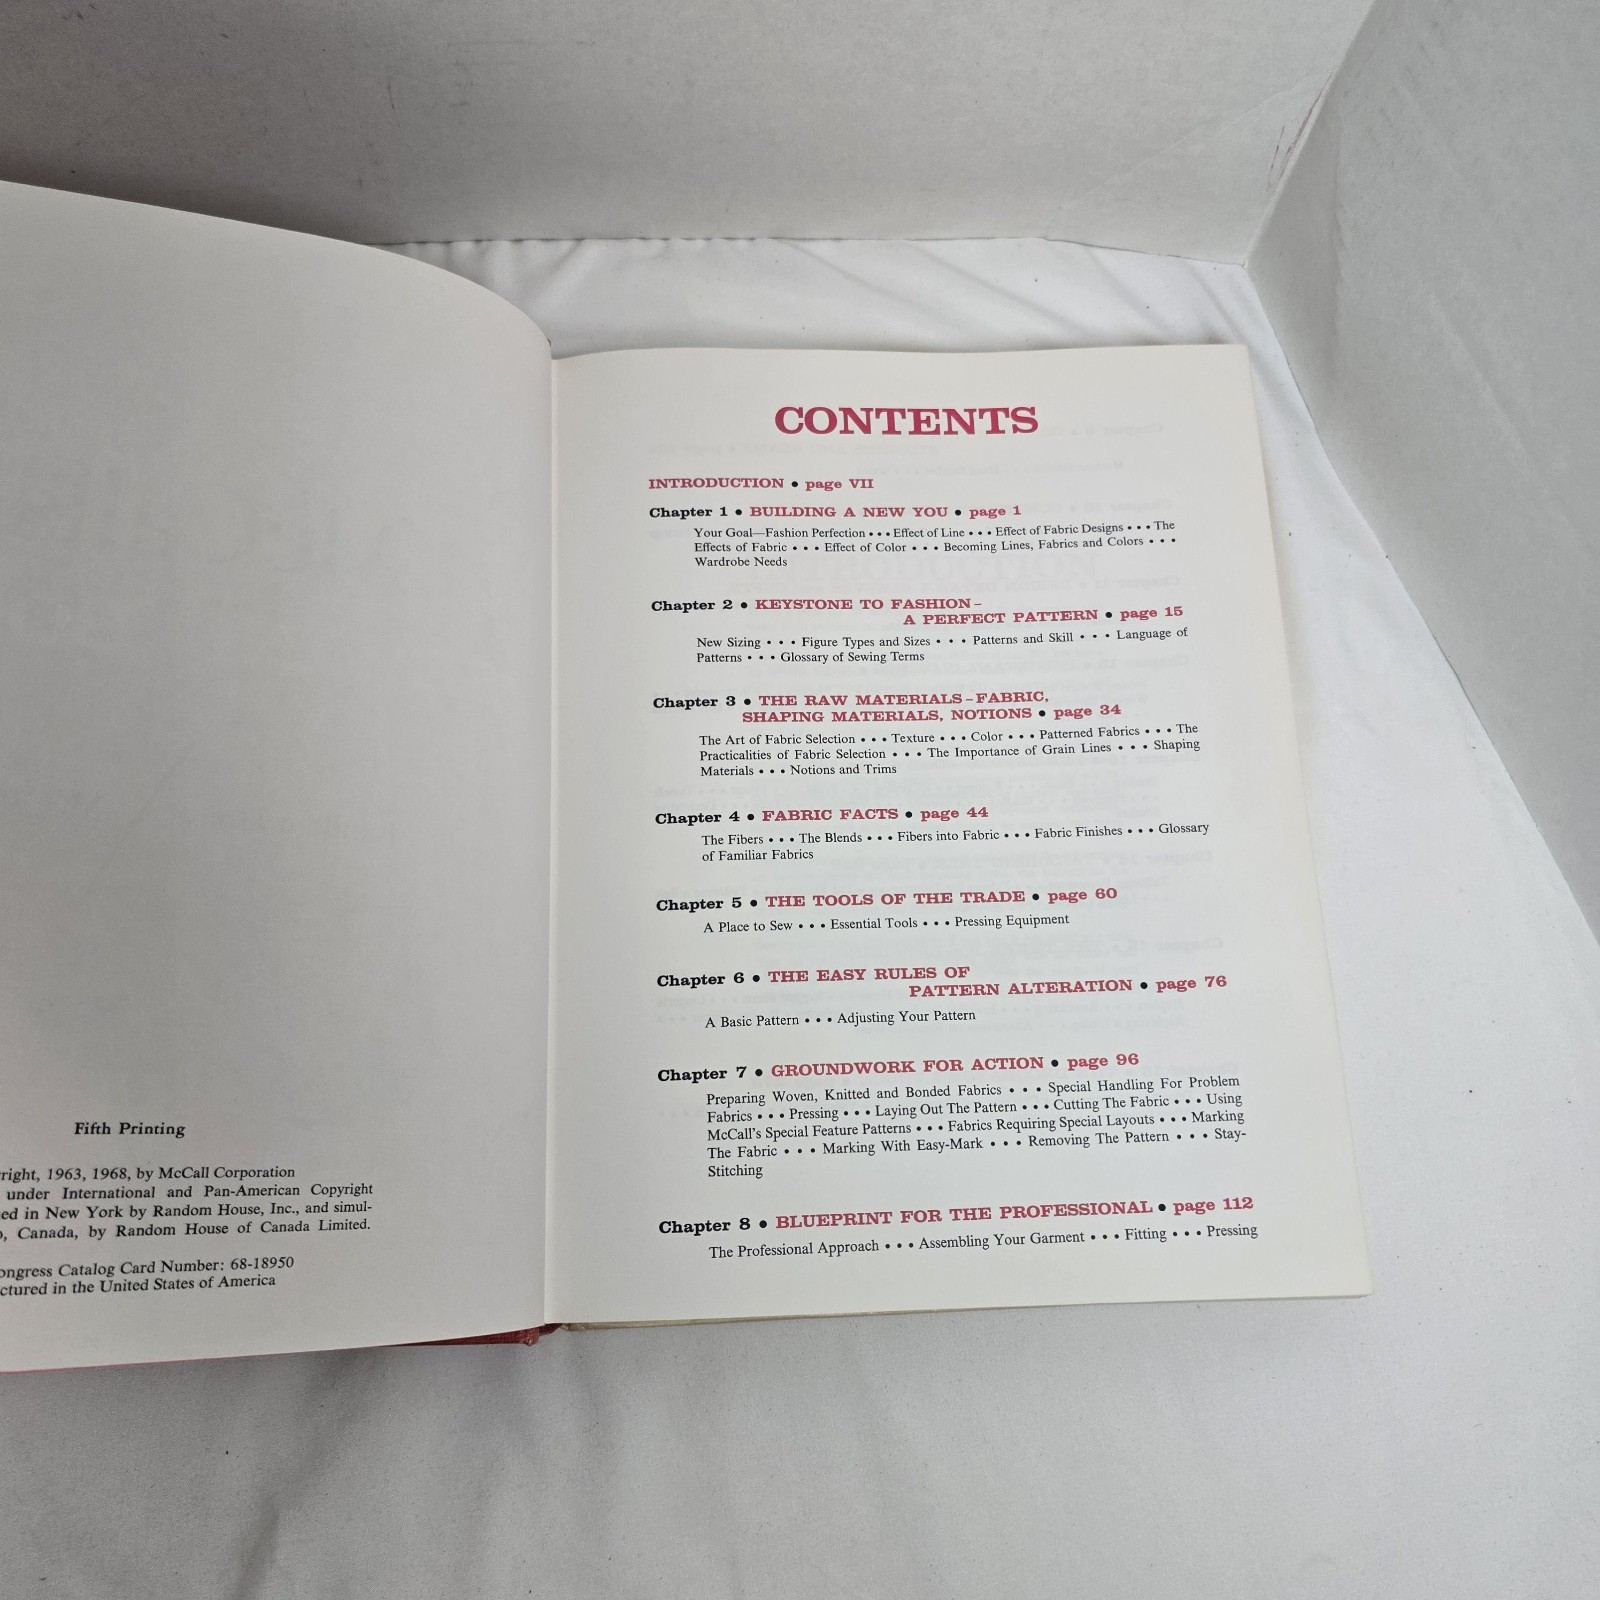 Fifth Printing
right, 1963, 1968, by McCall Corporation
under International and Pan-American Copyright
ed in New York by Random House, Inc., and simul-
, Canada, by Random House of Canada Limited.
ongress Catalog Card Number: 68-18950
ctured in the United States of America
CONTENTS
INTRODUCTION • page VII
Chapter 1 • BUILDING A NEW YOU • page 1
Your Goal—Fashion Perfection • • • Effect of Line • • • Effect of Fabric Designs • • • The
Effects of Fabric • • • Effect of Color • • • Becoming Lines, Fabrics and Colors • • •
Wardrobe Needs
Chapter 2 • KEYSTONE TO FASHION–
A PERFECT PATTERN • page 15
New Sizing • • • Figure Types and Sizes • • • Patterns and Skill • • • Language of
Patterns • • • Glossary of Sewing Terms
Chapter 3 • THE RAW MATERIALS–FABRIC,
SHAPING MATERIALS, NOTIONS • page 34
The Art of Fabric Selection • • • Texture • • • Color • • • Patterned Fabrics • • • The
Practicalities of Fabric Selection • • • The Importance of Grain Lines • • • Shaping
Materials • • • Notions and Trims
Chapter 4 • FABRIC FACTS • page 44
The Fibers • • • The Blends • • • Fibers into Fabric • • • Fabric Finishes • • • Glossary
of Familiar Fabrics
Chapter 5 • THE TOOLS OF THE TRADE • page 60
A Place to Sew • • • Essential Tools • • • Pressing Equipment
Chapter 6 • THE EASY RULES OF
PATTERN ALTERATION • page 76
A Basic Pattern • • • Adjusting Your Pattern
Chapter 7 • GROUNDWORK FOR ACTION • page 96
Preparing Woven, Knitted and Bonded Fabrics • • • Special Handling For Problem
Fabrics • • • Pressing • • • Laying Out The Pattern • • • Cutting The Fabric • • • Using
McCall's Special Feature Patterns • • • Fabrics Requiring Special Layouts • • • Marking
The Fabric • • • Marking With Easy-Mark • • • Removing The Pattern • • • Stay-
Stitching
Chapter 8 • BLUEPRINT FOR THE PROFESSIONAL • page 112
The Professional Approach • • • Assembling Your Garment • • • Fitting • • • Pressing